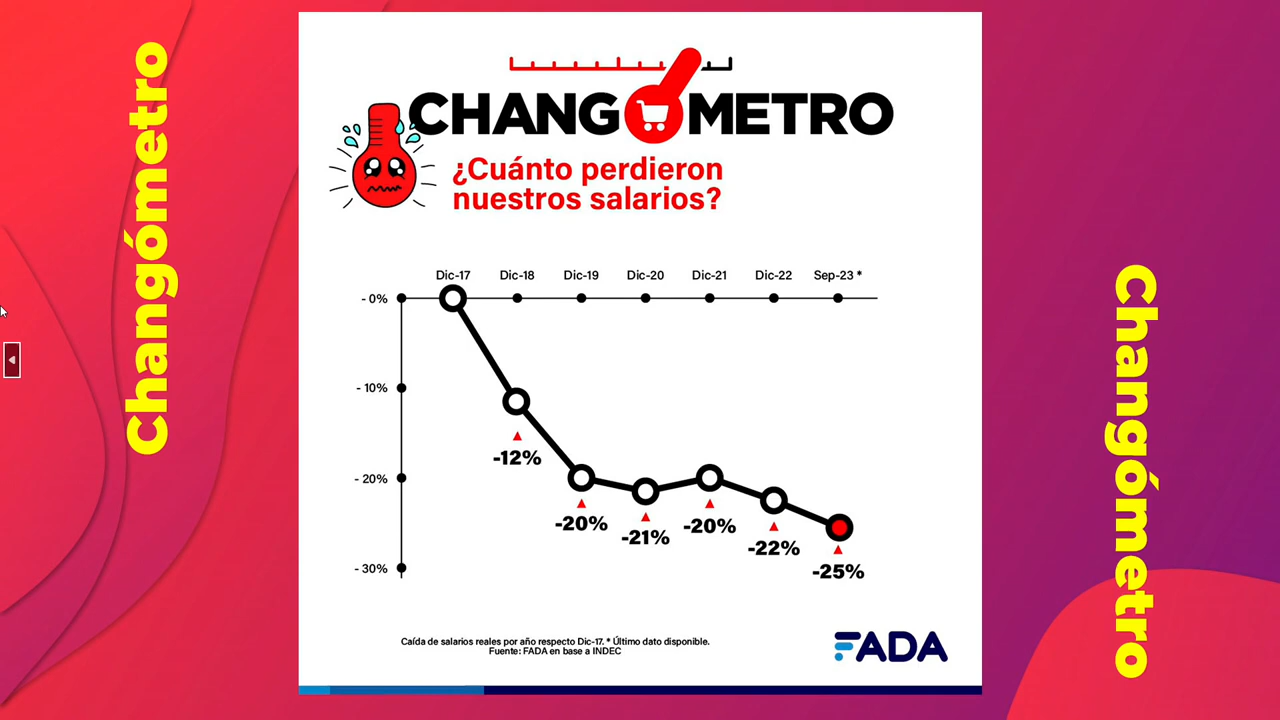 Changómetro
CHANGOMETRO
¿Cuánto perdieron
nuestros salarios?
Dic-17 Dic-18 Dic-19 Dic-20 Dic-21 Dic-22 Sep-23 *
- 0%
- 10%
- 20%
- 30%
-12%
-20%
-21%
-20%
-22%
-25%
Caída de salarios reales por año respecto Dic-17. * Último dato disponible.
Fuente: FADA en base a INDEC
FADA
Changómetro